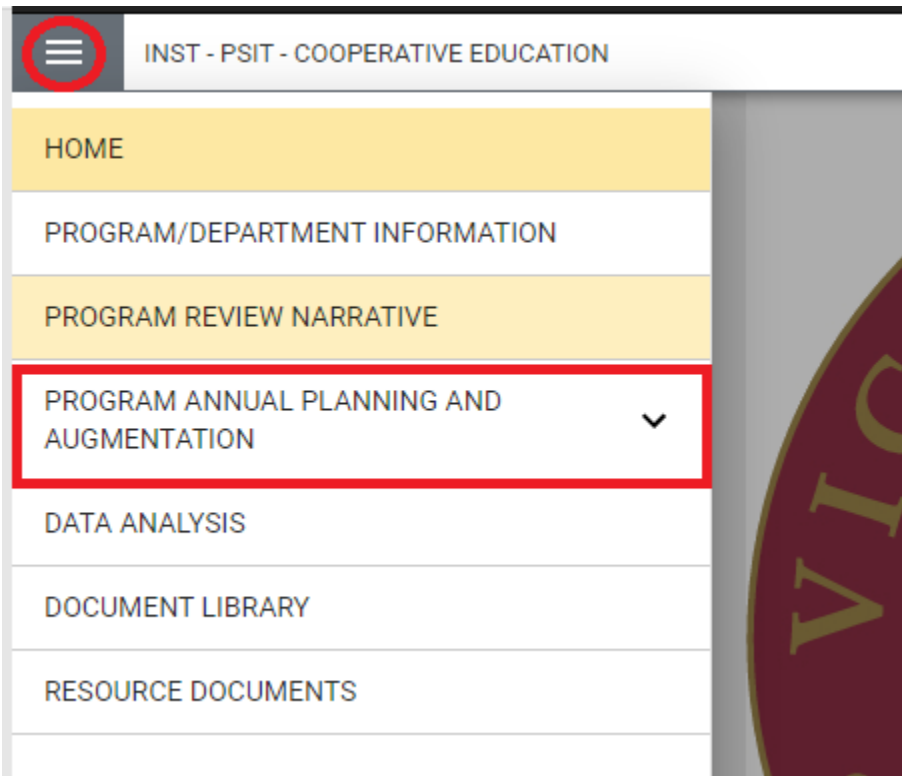 INST - PSIT - COOPERATIVE EDUCATION
HOME
PROGRAM/DEPARTMENT INFORMATION
PROGRAM REVIEW NARRATIVE
PROGRAM ANNUAL PLANNING AND
AUGMENTATION
DATA ANALYSIS
DOCUMENT LIBRARY
RESOURCE DOCUMENTS
VIC